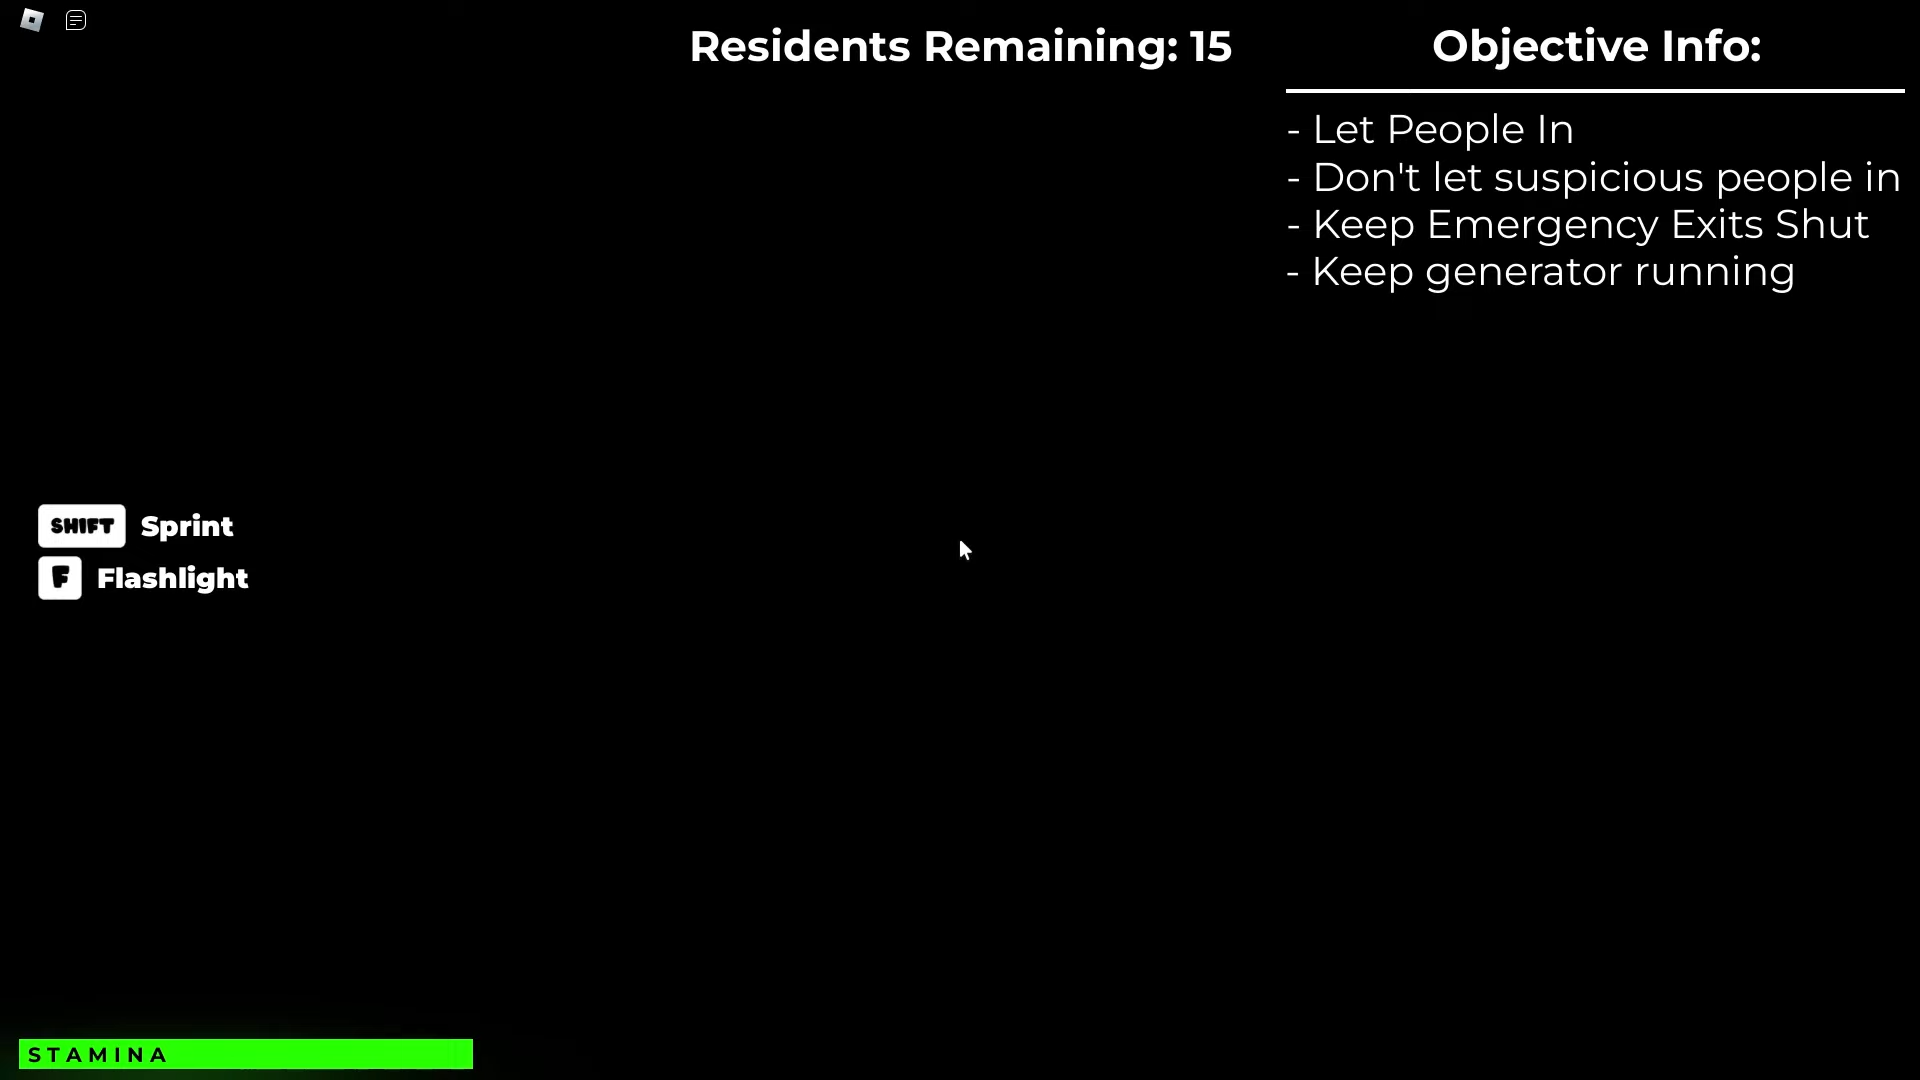 Residents Remaining: 15
Objective Info:
- Let People In
- Don't let suspicious people in
- Keep Emergency Exits Shut
- Keep generator running
SHIFT Sprint
F Flashlight
STAMINA